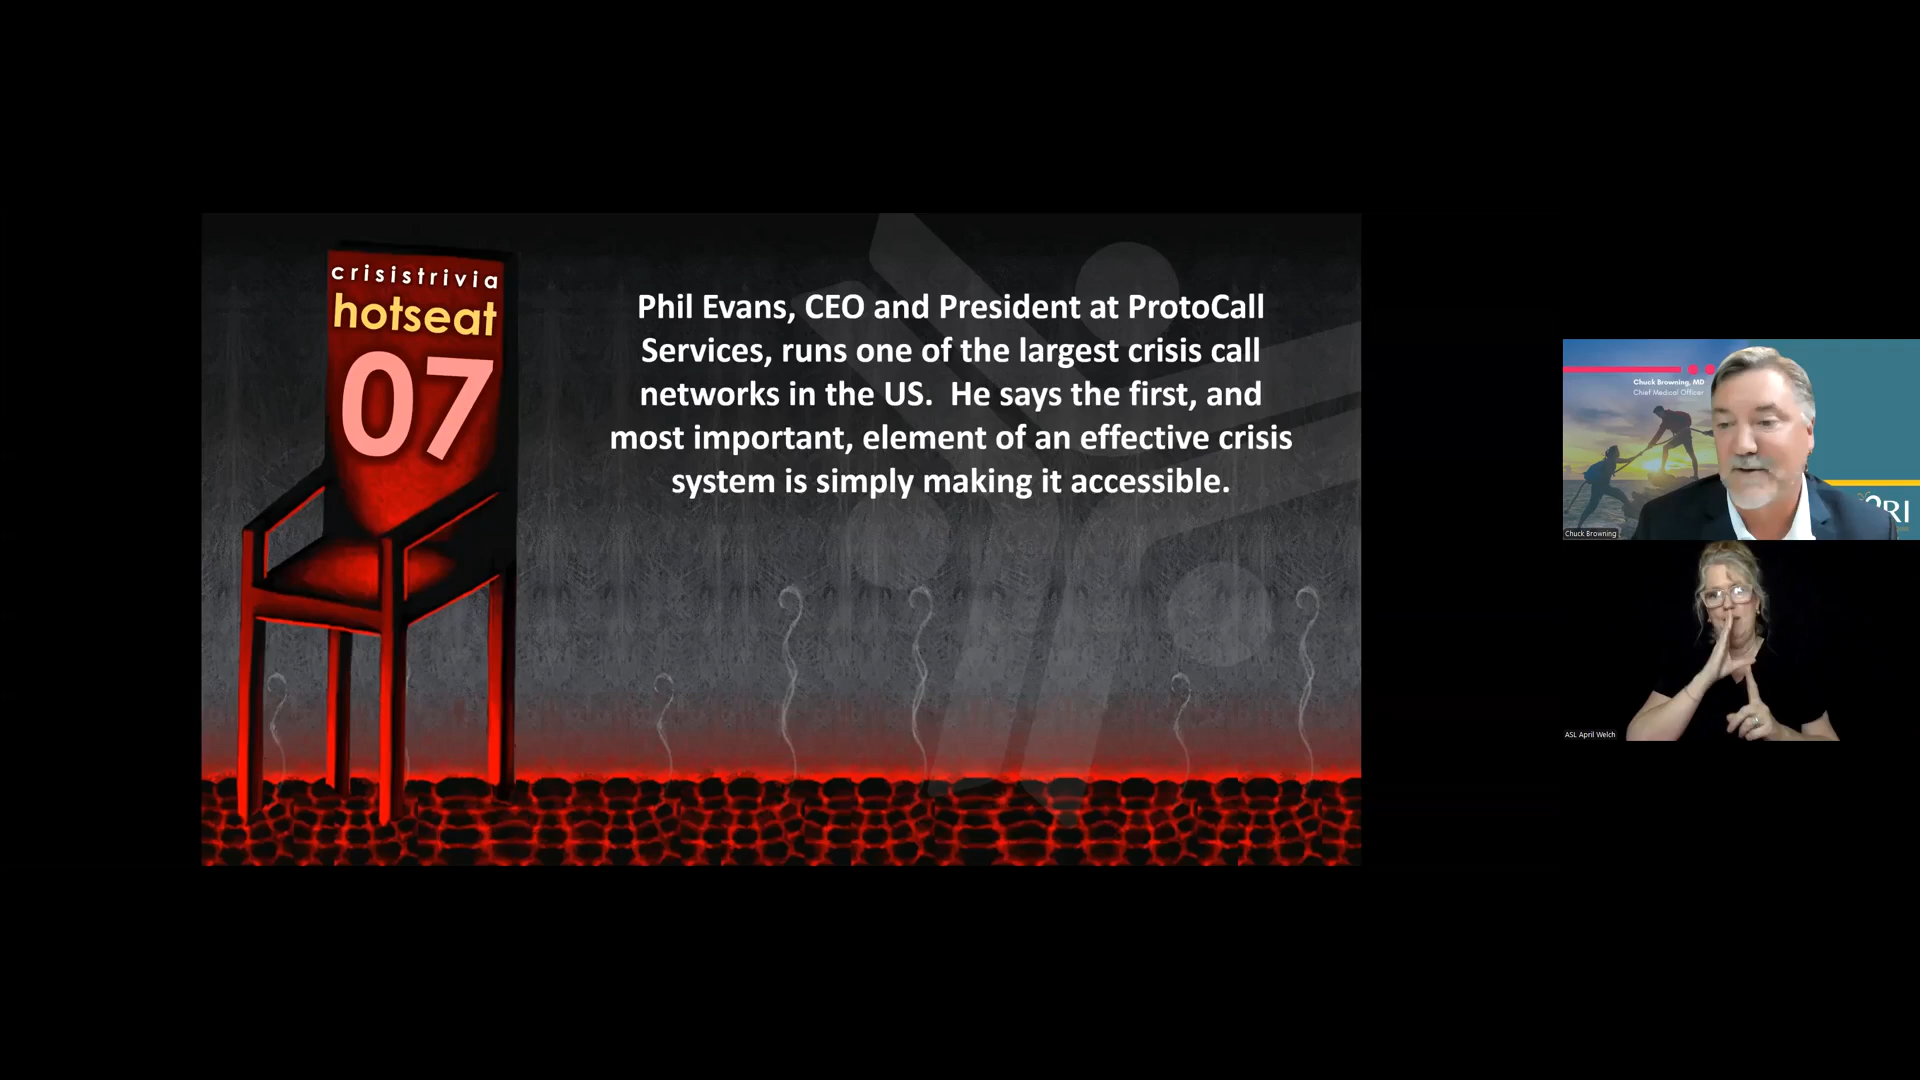 crisistrivia
hotseat
07
Phil Evans, CEO and President at ProtoCall
Services, runs one of the largest crisis call
networks in the US.  He says the first, and
most important, element of an effective crisis
system is simply making it accessible.
Chuck Browning, MD
Chief Medical Officer
RI
Chuck Browning
ASL April Welch